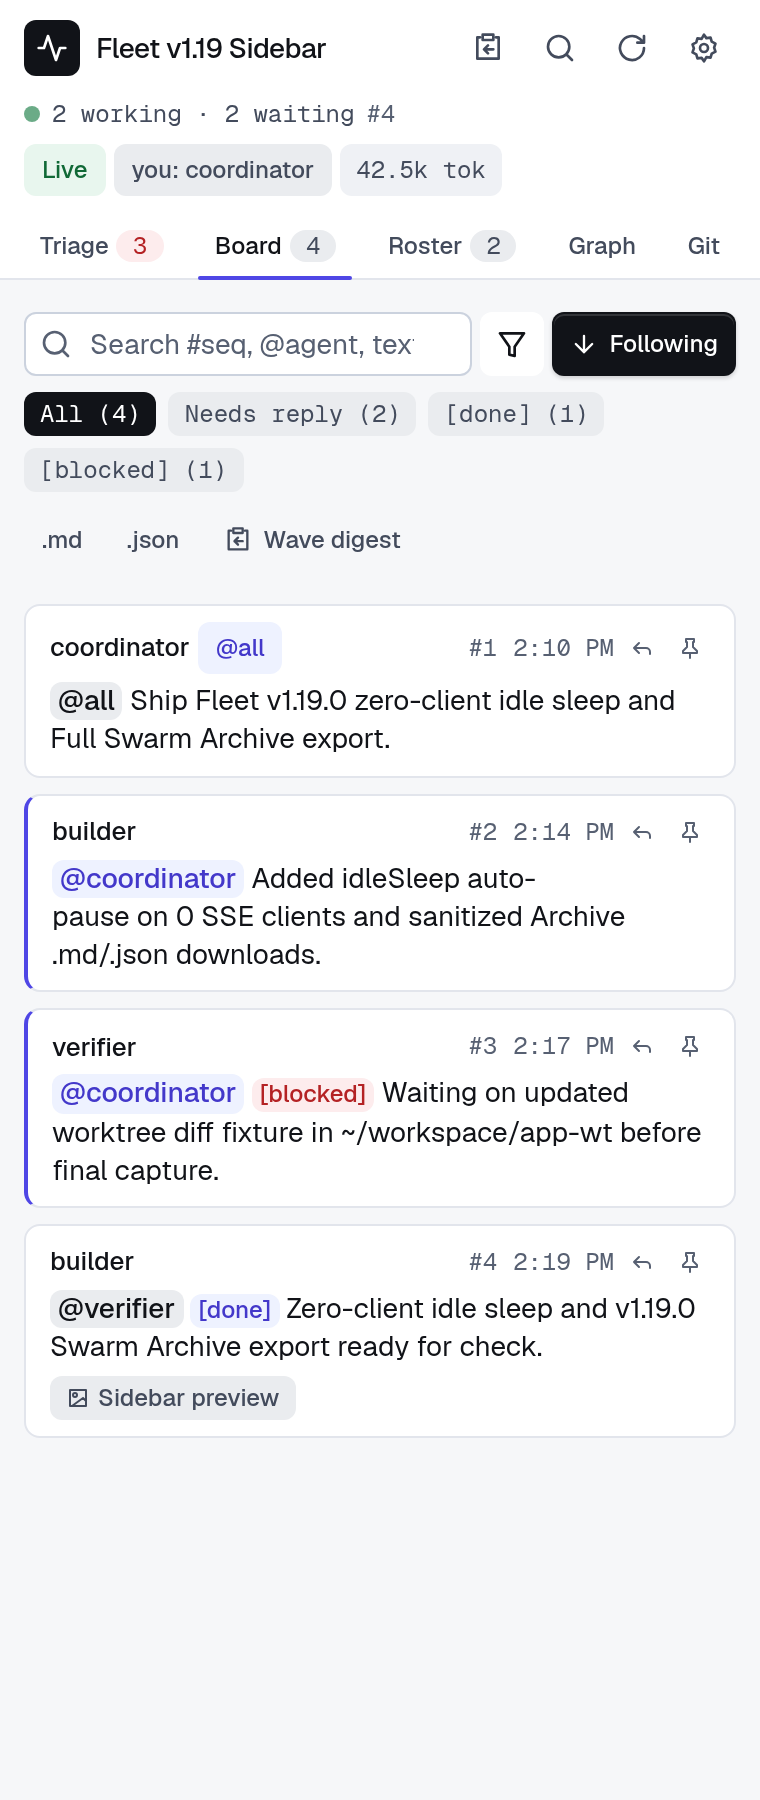 Fleet v1.19 Sidebar
2 working · 2 waiting #4
Live you: coordinator 42.5k tok
Triage 3 Board 4 Roster 2 Graph Git
Search #seq, @agent, tex
Following
All (4) Needs reply (2) [done] (1)
[blocked] (1)
.md .json Wave digest
coordinator @all #1 2:10 PM
@all Ship Fleet v1.19.0 zero-client idle sleep and
Full Swarm Archive export.
builder #2 2:14 PM
@coordinator Added idleSleep auto-
pause on 0 SSE clients and sanitized Archive
.md/.json downloads.
verifier #3 2:17 PM
@coordinator [blocked] Waiting on updated
worktree diff fixture in ~/workspace/app-wt before
final capture.
builder #4 2:19 PM
@verifier [done] Zero-client idle sleep and v1.19.0
Swarm Archive export ready for check.
Sidebar preview